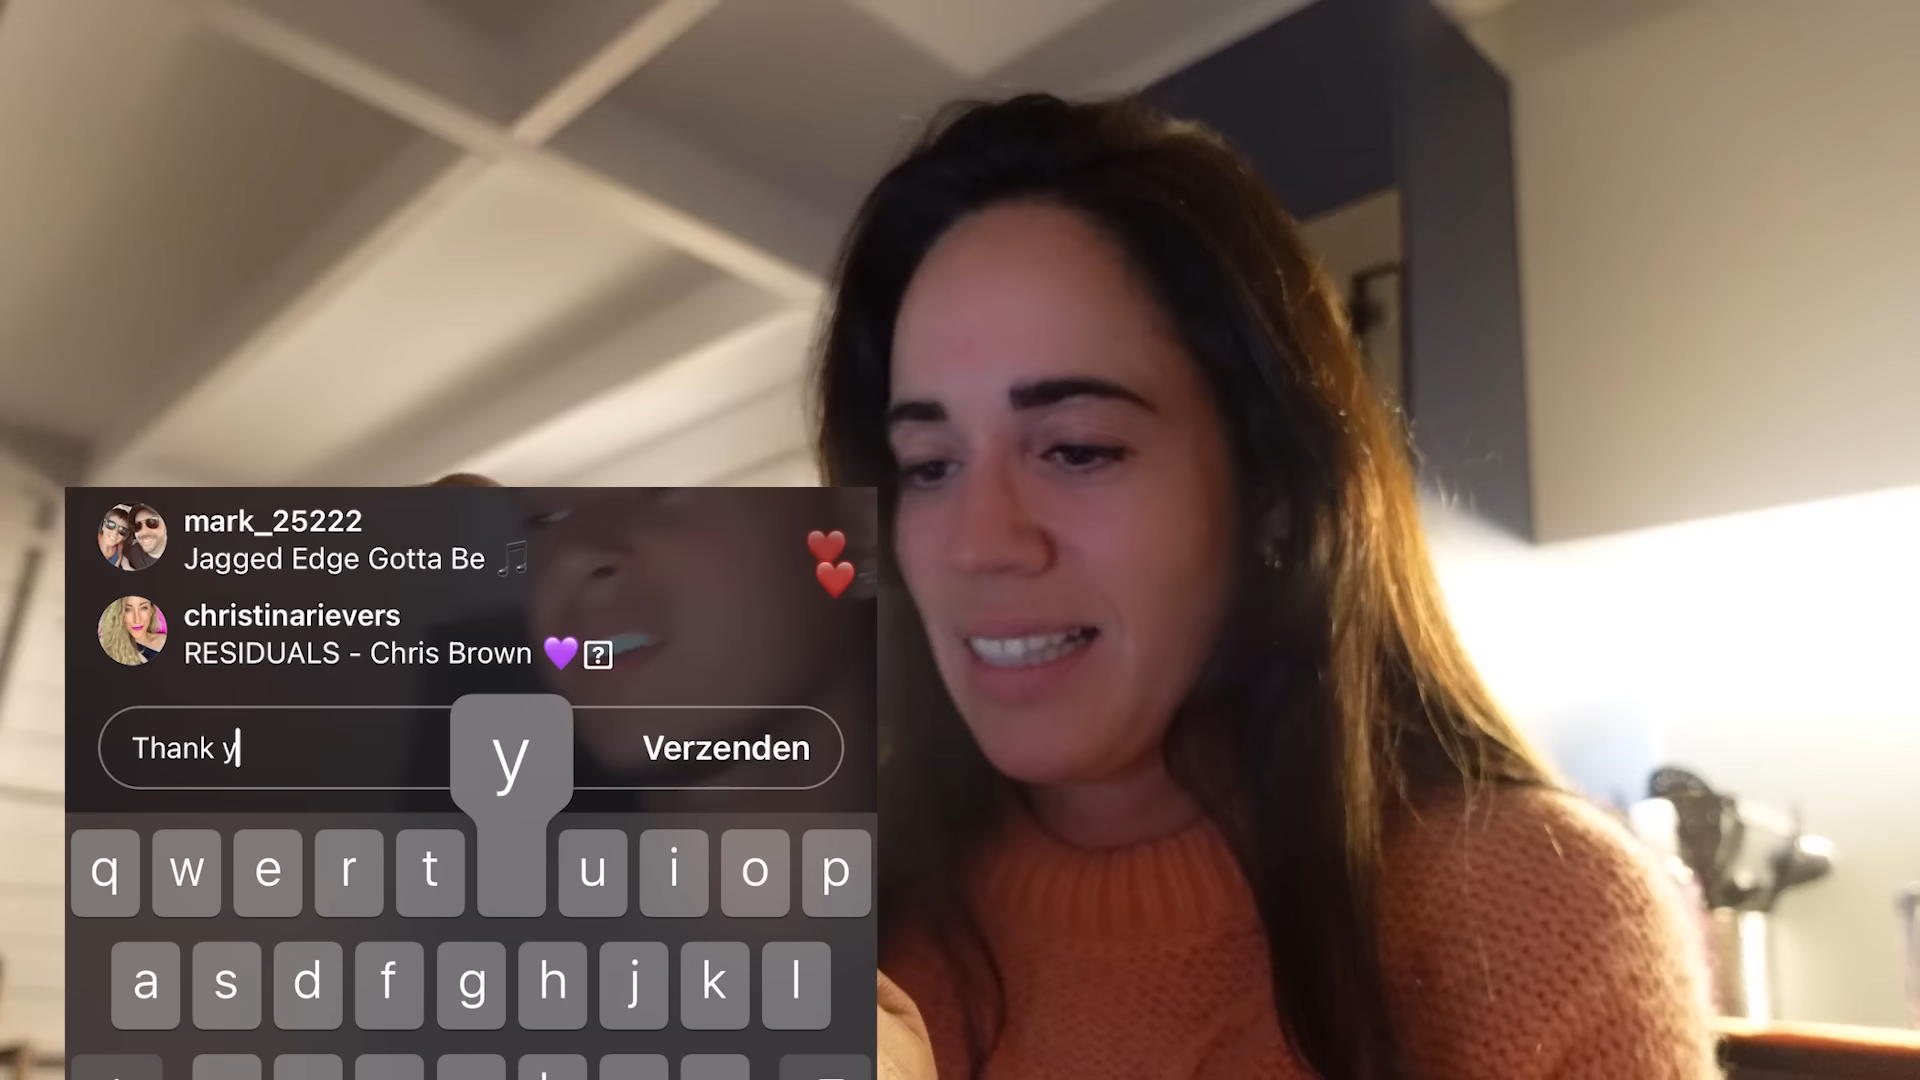 mark_25222
Jagged Edge Gotta Be 🎵
christinarievers
RESIDUALS - Chris Brown 💜
Thank y
y
Verzenden
q w e r t u i o p
a s d f g h j k l